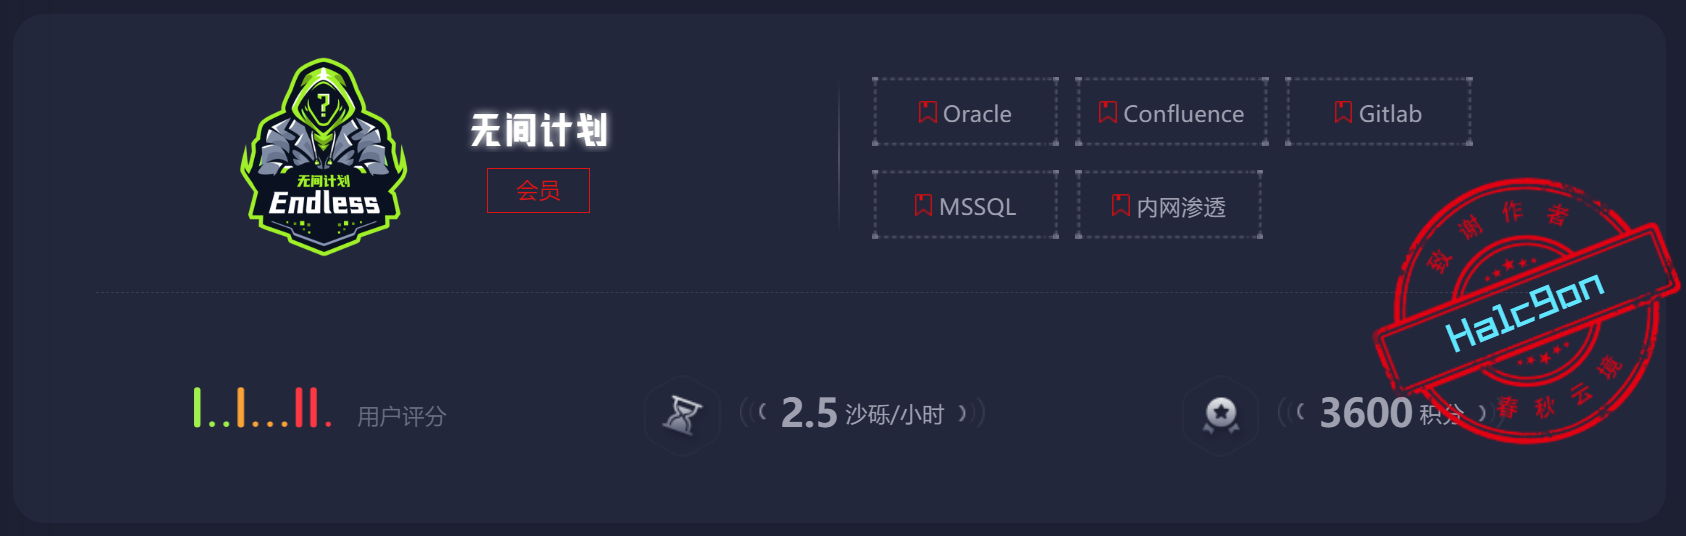 无间计划
Endless
无间计划
会员
Oracle
Confluence
Gitlab
MSSQL
内网渗透
致谢作者
Ha1c9on
春秋云境
用户评分
2.5 沙砾/小时
3600 积分